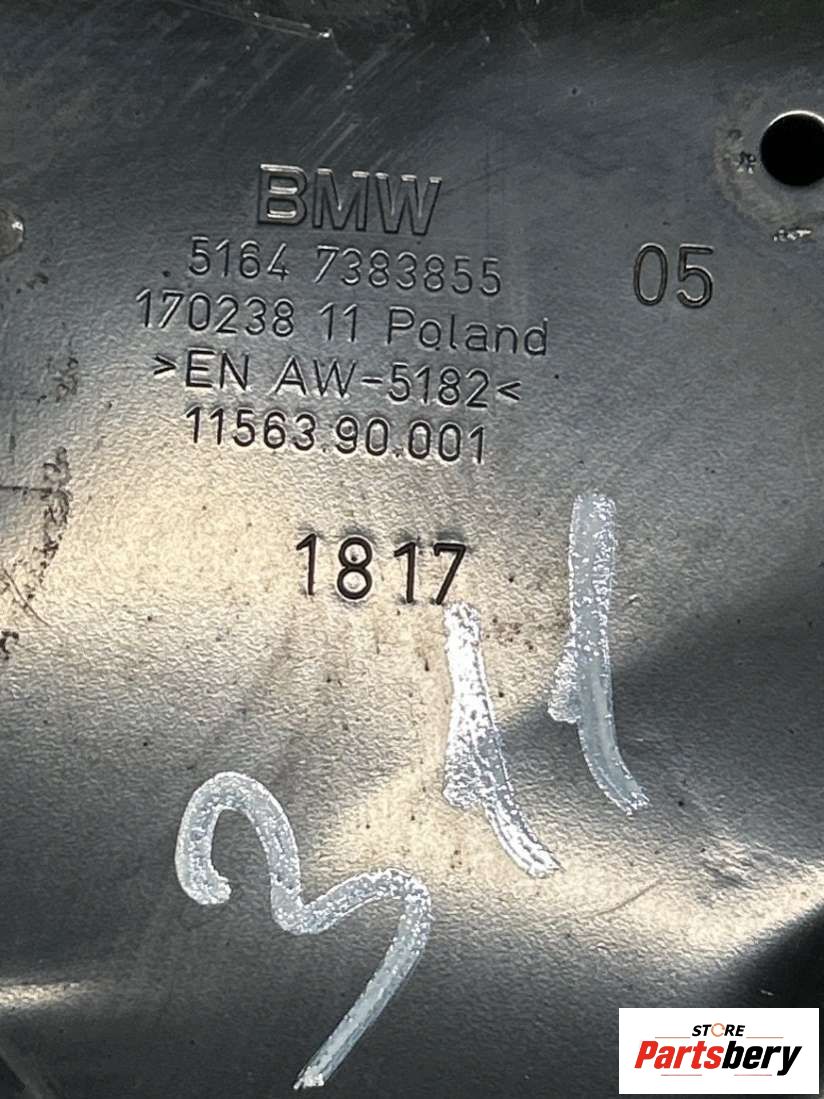 BMW
5164 7383855
05
170238 11 Poland
>EN AW-5182<
11563.90.001
1817
311
STORE
Partsbery